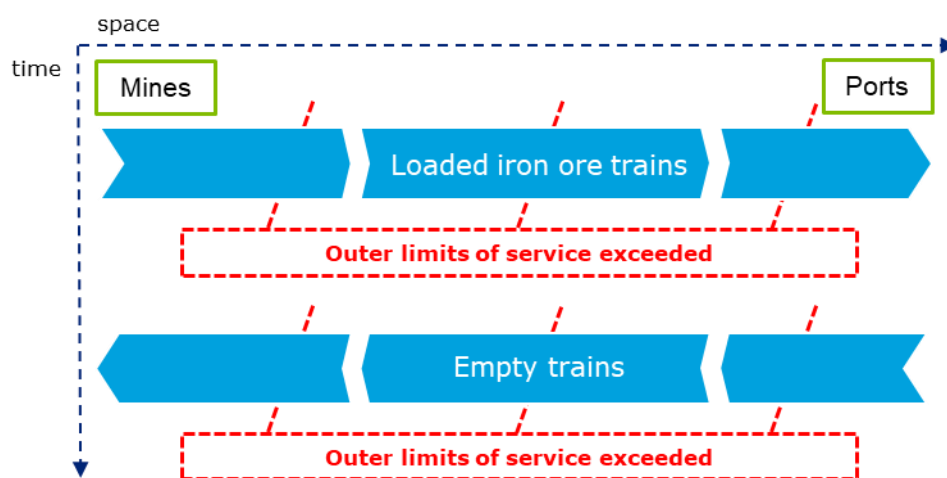 space
time
Mines
Ports
Loaded iron ore trains
Outer limits of service exceeded
Empty trains
Outer limits of service exceeded